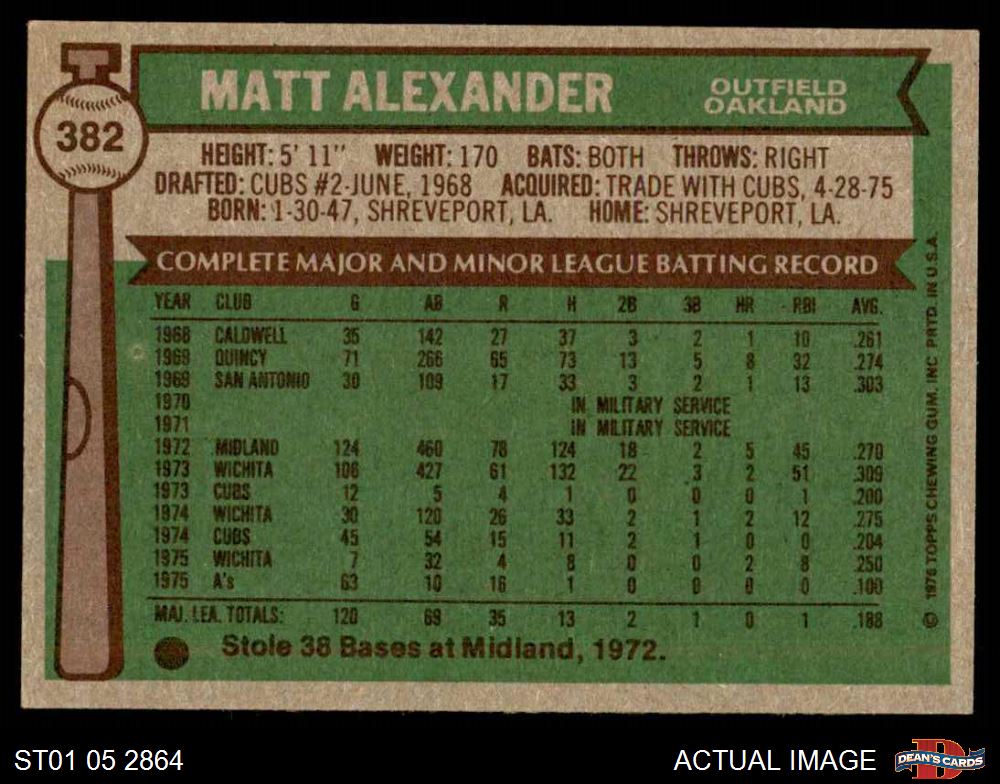 MATT ALEXANDER
OUTFIELD
OAKLAND
382
HEIGHT: 5' 11" WEIGHT: 170 BATS: BOTH THROWS: RIGHT
DRAFTED: CUBS #2-JUNE, 1968 ACQUIRED: TRADE WITH CUBS, 4-28-75
BORN: 1-30-47, SHREVEPORT, LA. HOME: SHREVEPORT, LA.
COMPLETE MAJOR AND MINOR LEAGUE BATTING RECORD
YEAR CLUB G AB R H 2B 3B HR RBI AVG.
1968 CALDWELL 35 142 27 37 3 2 1 10 .261
1969 QUINCY 71 266 65 73 13 5 8 32 .274
1969 SAN ANTONIO 30 109 17 33 3 2 1 13 .303
1970 IN MILITARY SERVICE
1971 IN MILITARY SERVICE
1972 MIDLAND 124 460 78 124 18 2 5 45 .270
1973 WICHITA 106 427 61 132 22 3 2 51 .309
1973 CUBS 12 5 4 1 0 0 0 1 .200
1974 WICHITA 30 120 26 33 2 1 2 12 .275
1974 CUBS 45 54 15 11 2 1 0 0 .204
1975 WICHITA 7 32 4 8 0 0 2 8 .250
1975 A's 63 10 16 1 0 0 0 0 .100
MAJ. LEA. TOTALS: 120 69 35 13 2 1 0 1 .188
Stole 38 Bases at Midland, 1972.
© 1976 TOPPS CHEWING GUM, INC PRTD. IN U.S.A.
ST01 05 2864
ACTUAL IMAGE
DEAN'S CARDS